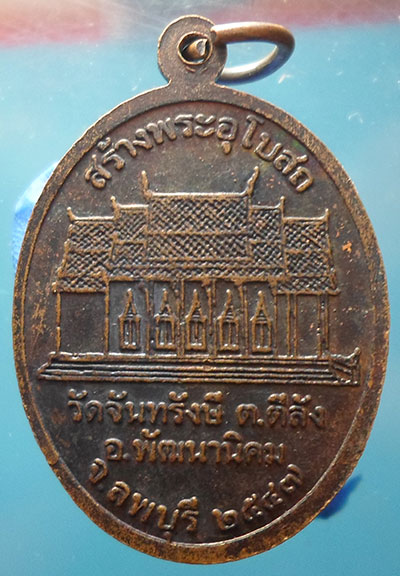 สร้างพระอุโบสถ
วัดจันทรังษี ต.ดีลัง
อ.พัฒนานิคม
จ.ลพบุรี ๒๕๔๗